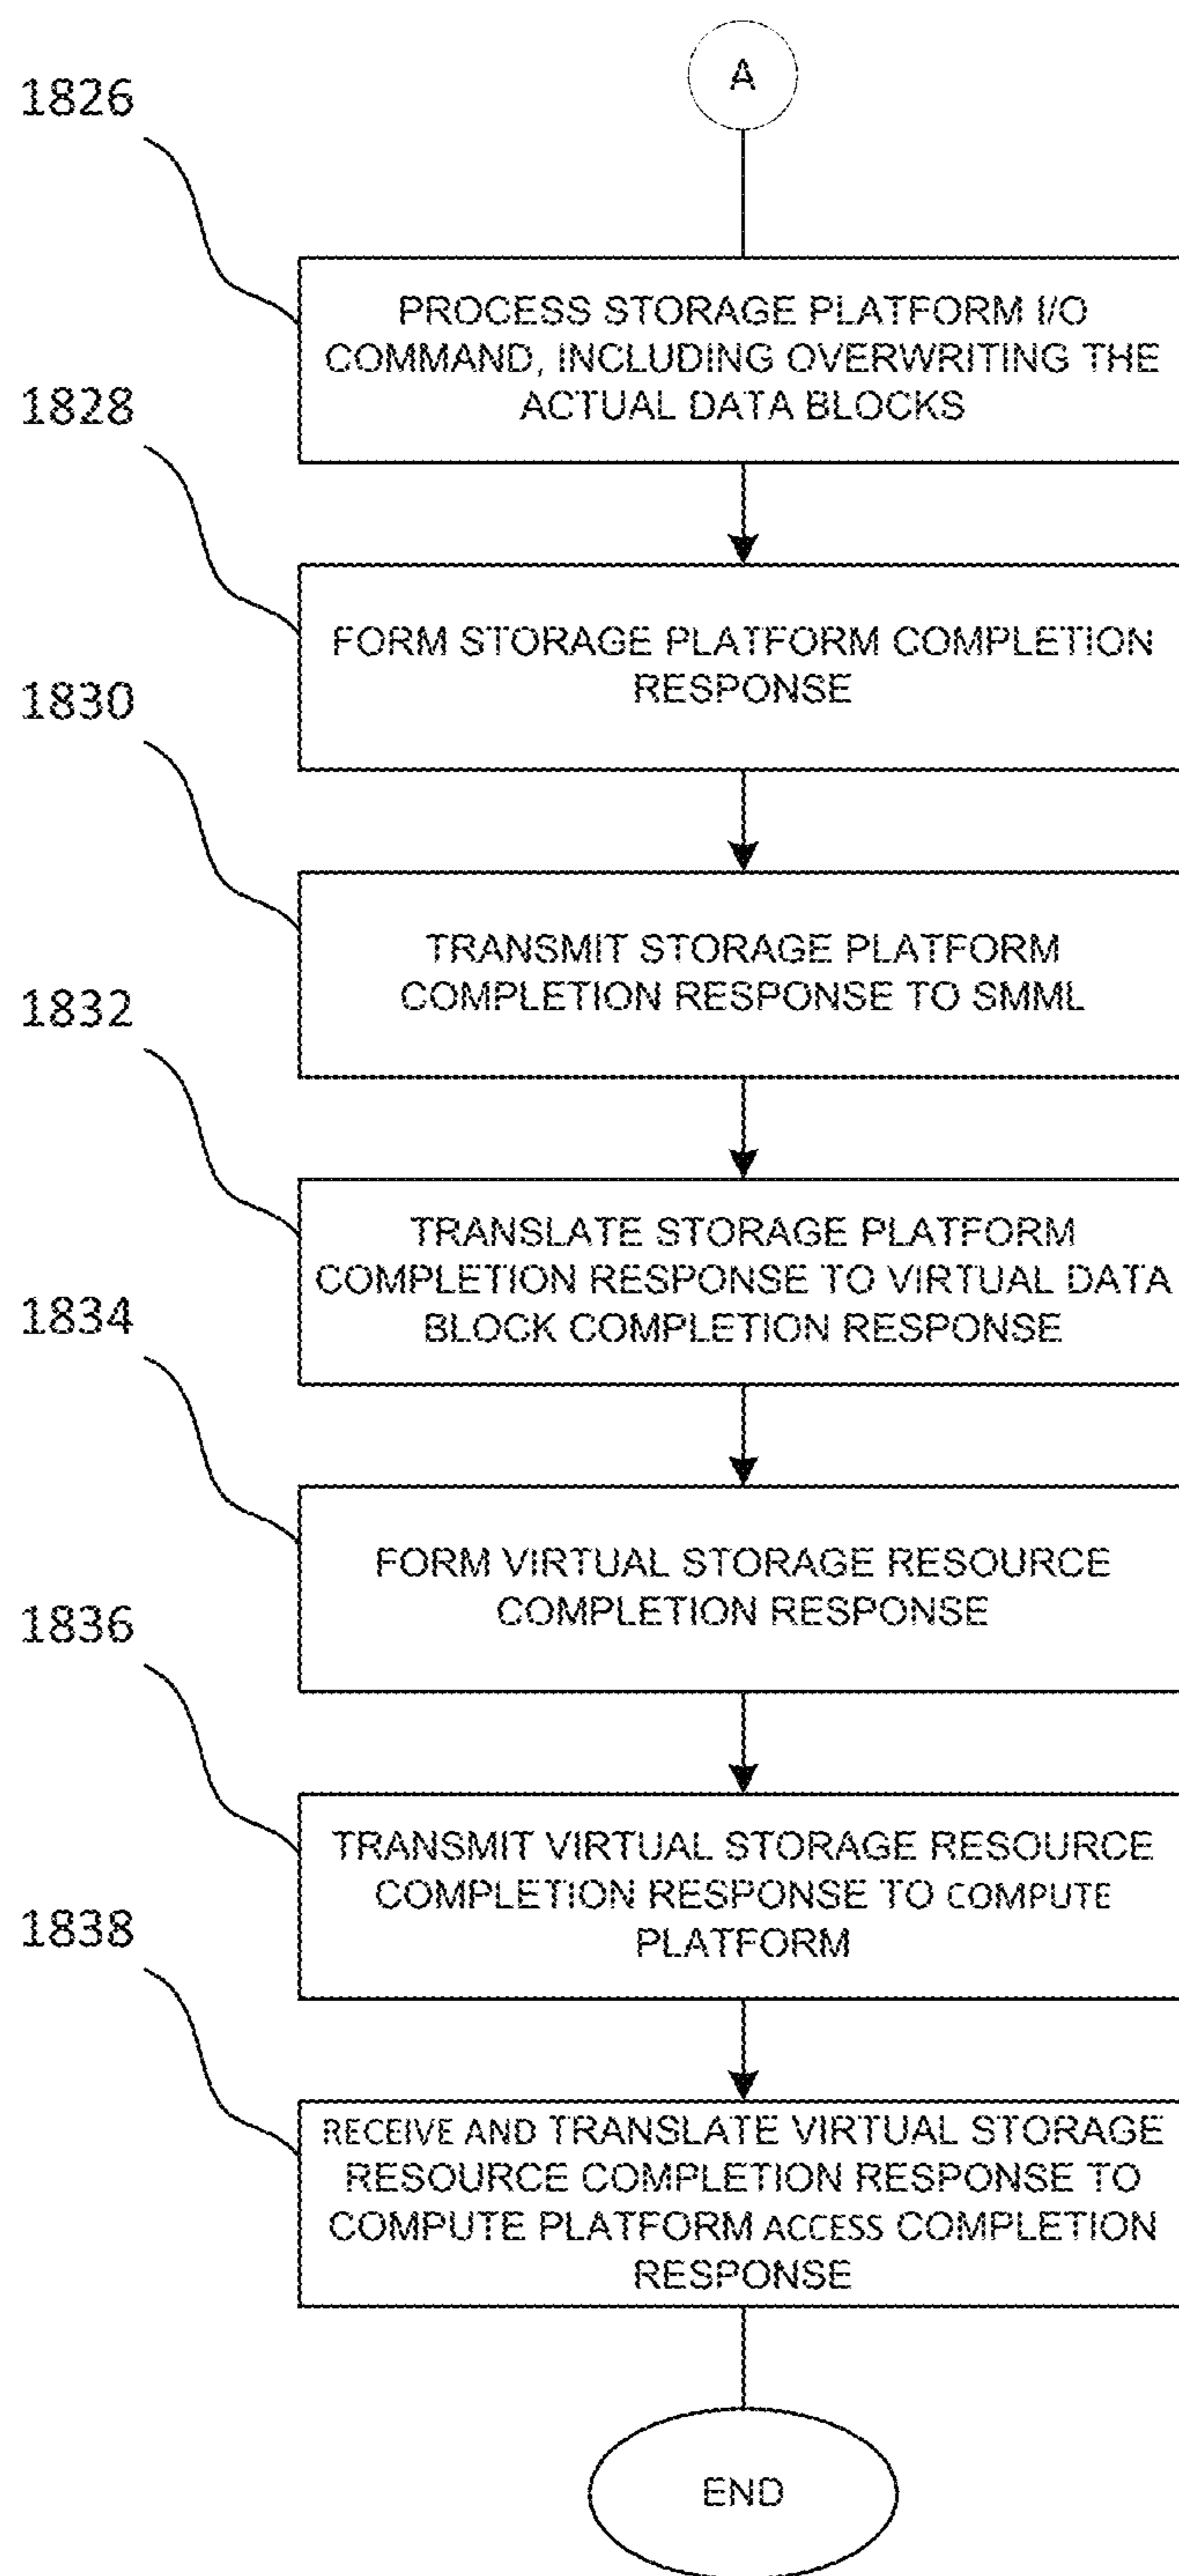 A
1826
PROCESS STORAGE PLATFORM I/O
COMMAND, INCLUDING OVERWRITING THE
ACTUAL DATA BLOCKS
1828
FORM STORAGE PLATFORM COMPLETION
RESPONSE
1830
TRANSMIT STORAGE PLATFORM
COMPLETION RESPONSE TO SMML
1832
TRANSLATE STORAGE PLATFORM
COMPLETION RESPONSE TO VIRTUAL DATA
BLOCK COMPLETION RESPONSE
1834
FORM VIRTUAL STORAGE RESOURCE
COMPLETION RESPONSE
1836
TRANSMIT VIRTUAL STORAGE RESOURCE
COMPLETION RESPONSE TO COMPUTE
PLATFORM
1838
RECEIVE AND TRANSLATE VIRTUAL STORAGE
RESOURCE COMPLETION RESPONSE TO
COMPUTE PLATFORM ACCESS COMPLETION
RESPONSE
END